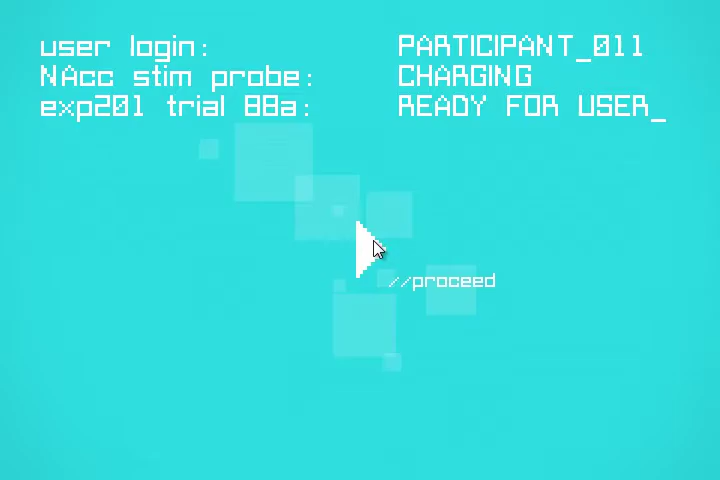 user login: PARTICIPANT_011
NAcc stim probe: CHARGING
exp201 trial 88a: READY FOR USER_
//proceed